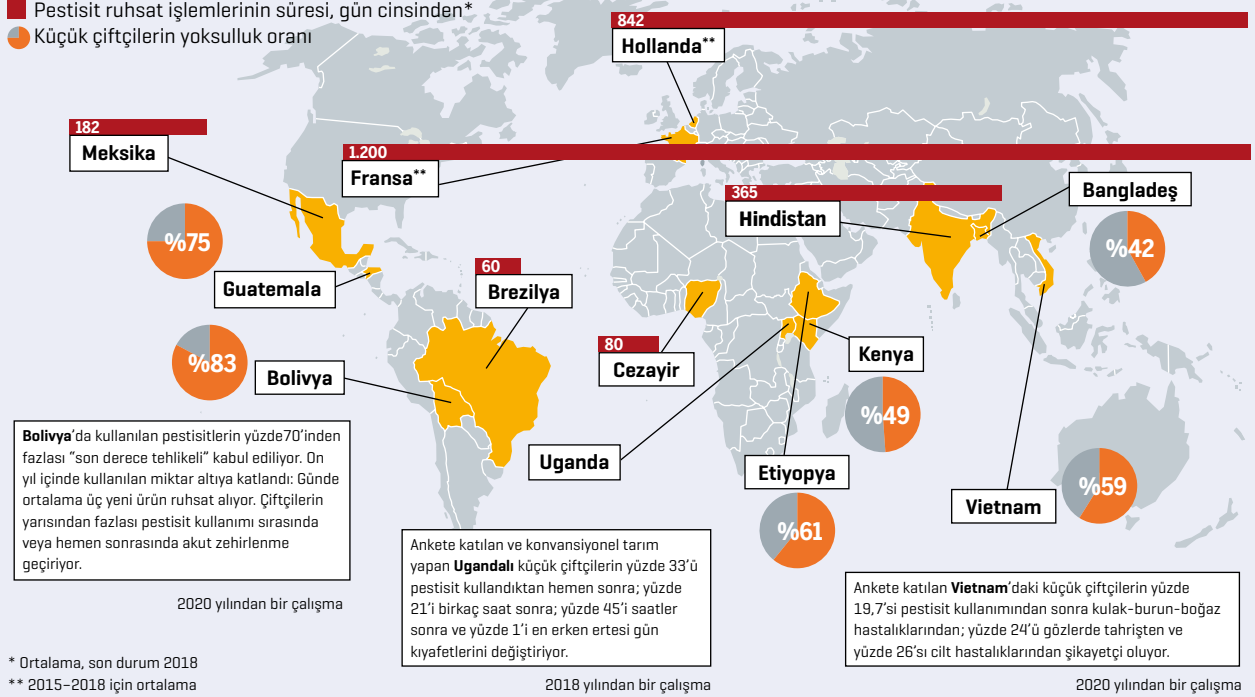 Pestisit ruhsat işlemlerinin süresi, gün cinsinden*
Küçük çiftçilerin yoksulluk oranı
842
Hollanda**
182
Meksika
1.200
Fransa**
365
Hindistan
Bangladeş
%42
%75
Guatemala
60
Brezilya
%83
Bolivya
80
Cezayir
Kenya
%49
Uganda
Etiyopya
%61
Vietnam
%59
Bolivya'da kullanılan pestisitlerin yüzde70'inden
fazlası "son derece tehlikeli" kabul ediliyor. On
yıl içinde kullanılan miktar altıya katlandı: Günde
ortalama üç yeni ürün ruhsat alıyor. Çiftçilerin
yarısından fazlası pestisit kullanımı sırasında
veya hemen sonrasında akut zehirlenme
geçiriyor.
2020 yılından bir çalışma
Ankete katılan ve konvansiyonel tarım
yapan Ugandalı küçük çiftçilerin yüzde 33'ü
pestisit kullandıktan hemen sonra; yüzde
21'i birkaç saat sonra; yüzde 45'i saatler
sonra ve yüzde 1'i en erken ertesi gün
kıyafetlerini değiştiriyor.
2018 yılından bir çalışma
Ankete katılan Vietnam'daki küçük çiftçilerin yüzde
19,7'si pestisit kullanımından sonra kulak-burun-boğaz
hastalıklarından; yüzde 24'ü gözlerde tahrişten ve
yüzde 26'sı cilt hastalıklarından şikayetçi oluyor.
2020 yılından bir çalışma
* Ortalama, son durum 2018
** 2015–2018 için ortalama